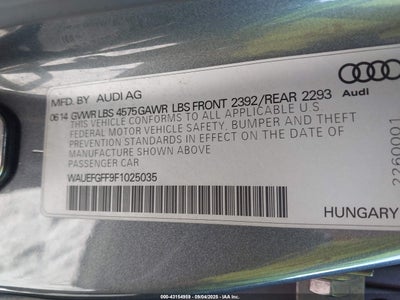 MFD. BY AUDI AG
06 14 GVWR LBS 4575 GAWR LBS FRONT 2392/REAR 2293
THIS VEHICLE CONFORMS TO ALL APPLICABLE U S
FEDERAL MOTOR VEHICLE SAFETY, BUMPER AND THEFT
PREVENTION STANDARDS IN EFFECT ON THE DATE OF
MANUFACTURE SHOWN ABOVE
PASSENGER CAR
WAUEFGFF9F1025035
Audi
2260001
HUNGARY
000-43154959 - 09/04/2025 - IAA Inc.